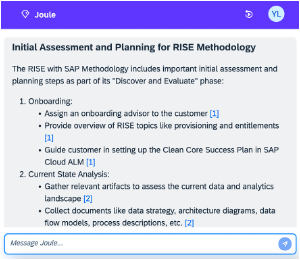 Joule
YL
Initial Assessment and Planning for RISE Methodology
The RISE with SAP Methodology includes important initial assessment and
planning steps as part of its "Discover and Evaluate" phase:
1. Onboarding:
• Assign an onboarding advisor to the customer [1]
• Provide overview of RISE topics like provisioning and entitlements
[1]
• Guide customer in setting up the Clean Core Success Plan in SAP
Cloud ALM [1]
2. Current State Analysis:
• Gather relevant artifacts to assess the current data and analytics
landscape [2]
• Collect documents like data strategy, architecture diagrams, data
flow models, process descriptions, etc. [2]
Message Joule...